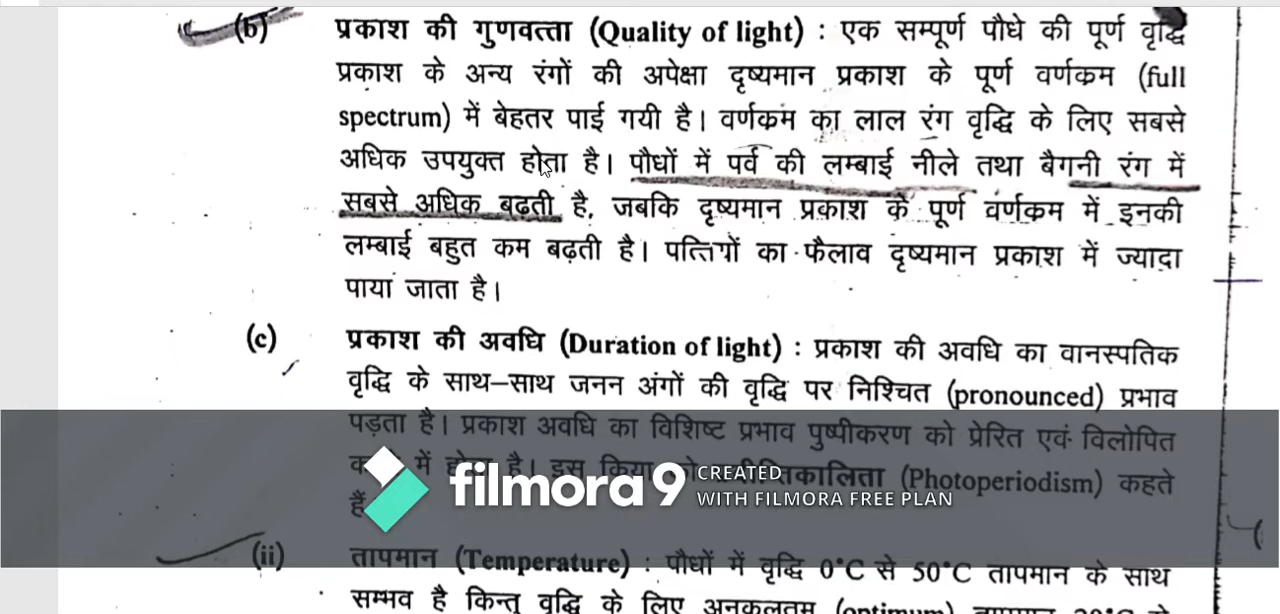 (b) प्रकाश की गुणवत्ता (Quality of light) : एक सम्पूर्ण पौधे की पूर्ण वृद्धि
प्रकाश के अन्य रंगों की अपेक्षा दृष्यमान प्रकाश के पूर्ण वर्णक्रम (full
spectrum) में बेहतर पाई गयी है। वर्णक्रम का लाल रंग वृद्धि के लिए सबसे
अधिक उपयुक्त होता है। पौधों में पर्व की लम्बाई नीले तथा बैगनी रंग में
सबसे अधिक बढ़ती है, जबकि दृष्यमान प्रकाश के पूर्ण वर्णक्रम में इनकी
लम्बाई बहुत कम बढ़ती है। पत्तियों का फैलाव दृष्यमान प्रकाश में ज्यादा
पाया जाता है।
(c) प्रकाश की अवधि (Duration of light) : प्रकाश की अवधि का वानस्पतिक
वृद्धि के साथ–साथ जनन अंगों की वृद्धि पर निश्चित (pronounced) प्रभाव
पड़ता है। प्रकाश अवधि का विशिष्ट प्रभाव पुष्पीकरण को प्रेरित एवं विलोपित
में होता है। इस क्रिया को (Photoperiodism) कहते
हैं
filmora9 CREATED
WITH FILMORA FREE PLAN
(ii) तापमान (Temperature) : पौधों में वृद्धि 0°C से 50°C तापमान के साथ
सम्भव है किन्तु वृद्धि के लिए अनुकूलतम (optimum)